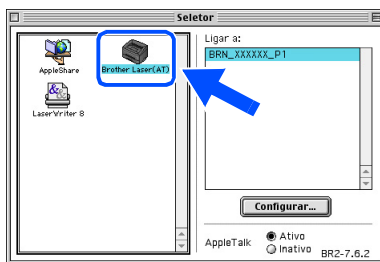 Seletor
AppleShare
Brother Laser(AT)
LaserWriter 8
Ligar a:
BRN_XXXXXX_P1
Configurar...
AppleTalk
Ativo
Inativo
BR2-7.6.2